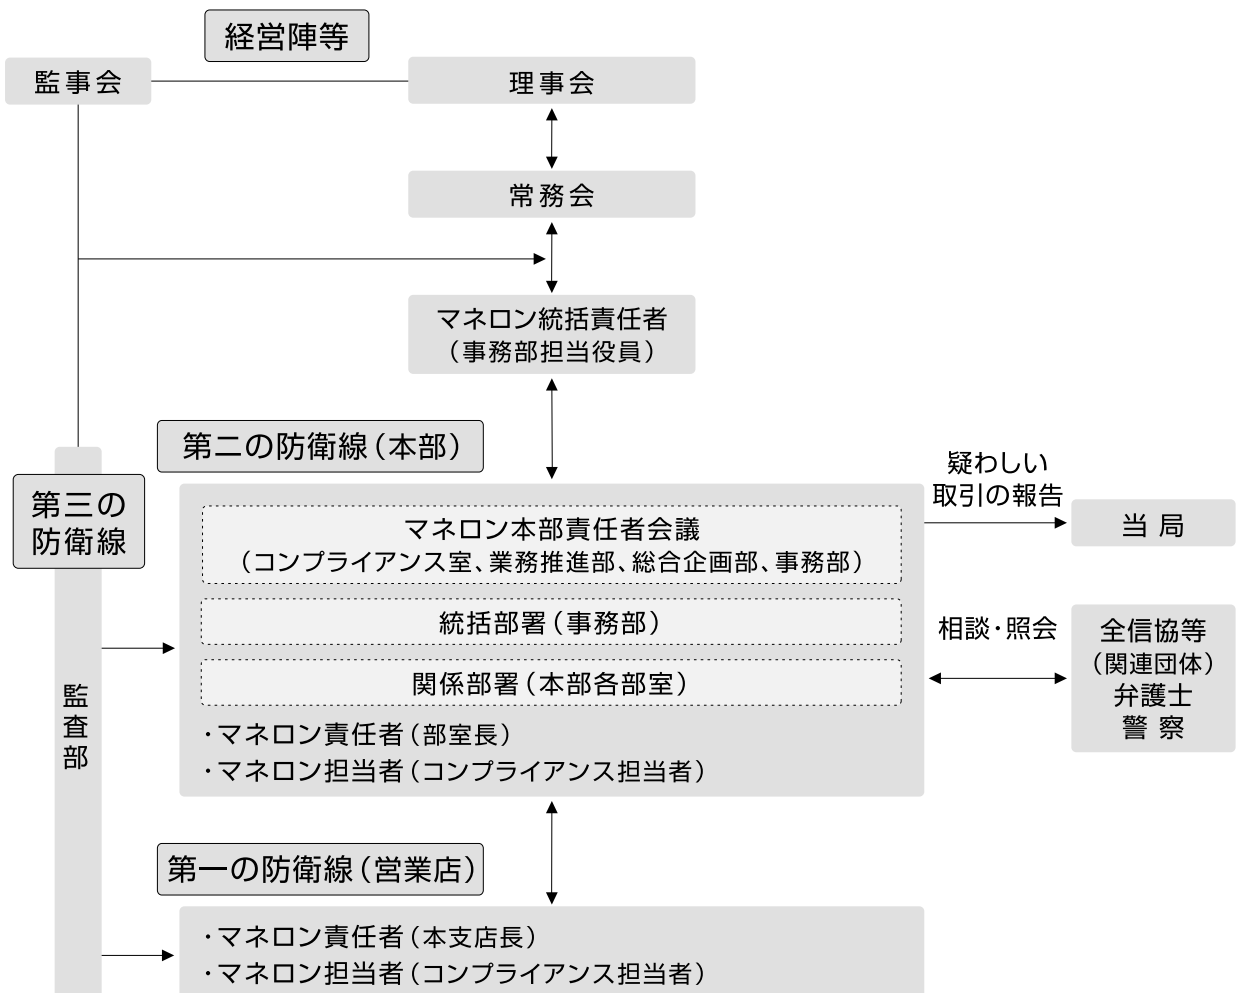 経営陣等
監事会
理事会
常務会
マネロン統括責任者
（事務部担当役員）
第二の防衛線（本部）
第三の
防衛線
監査部
マネロン本部責任者会議
（コンプライアンス室、業務推進部、総合企画部、事務部）
統括部署（事務部）
関係部署（本部各部室）
・マネロン責任者（部室長）
・マネロン担当者（コンプライアンス担当者）
疑わしい
取引の報告
当局
相談・照会
全信協等
（関連団体）
弁護士
警察
第一の防衛線（営業店）
・マネロン責任者（本支店長）
・マネロン担当者（コンプライアンス担当者）